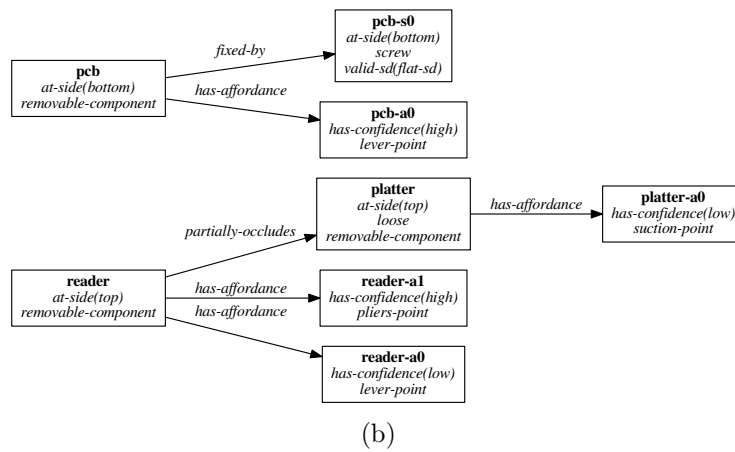 pcb
at-side(bottom)
removable-component
fixed-by
has-affordance
pcb-s0
at-side(bottom)
screw
valid-sd(flat-sd)
pcb-a0
has-confidence(high)
lever-point
reader
at-side(top)
removable-component
partially-occludes
has-affordance
has-affordance
platter
at-side(top)
loose
removable-component
has-affordance
platter-a0
has-confidence(low)
suction-point
reader-a1
has-confidence(high)
pliers-point
reader-a0
has-confidence(low)
lever-point
(b)